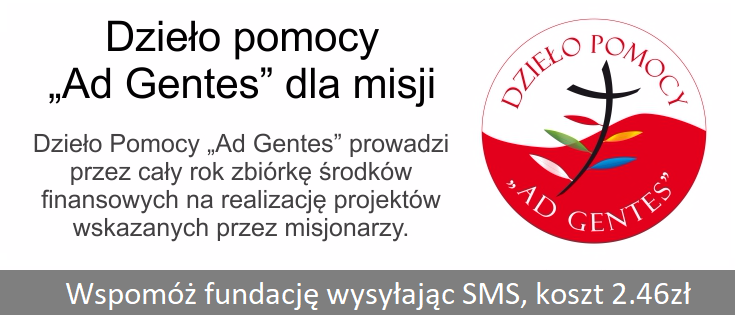 Dzieło pomocy
„Ad Gentes” dla misji
Dzieło Pomocy „Ad Gentes” prowadzi
przez cały rok zbiórkę środków
finansowych na realizację projektów
wskazanych przez misjonarzy.
DZIEŁO POMOCY
„AD GENTES”
Wspomóż fundację wysyłając SMS, koszt 2.46zł